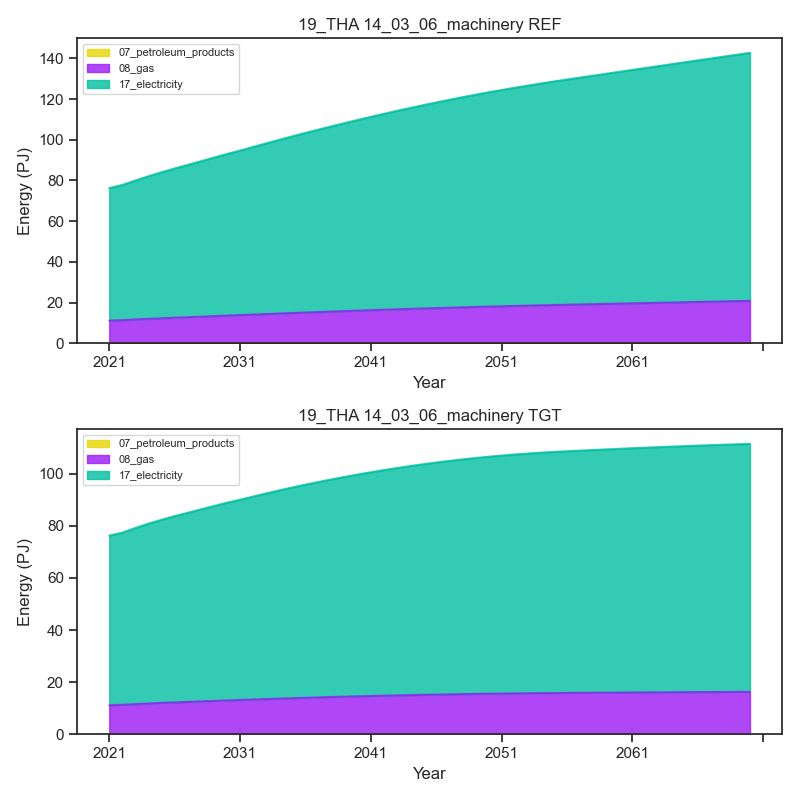 19_THA 14_03_06_machinery REF
07_petroleum_products
08_gas
17_electricity
Energy (PJ)
140
120
100
80
60
40
20
0
2021 2031 2041 2051 2061
Year
19_THA 14_03_06_machinery TGT
07_petroleum_products
08_gas
17_electricity
Energy (PJ)
100
80
60
40
20
0
2021 2031 2041 2051 2061
Year